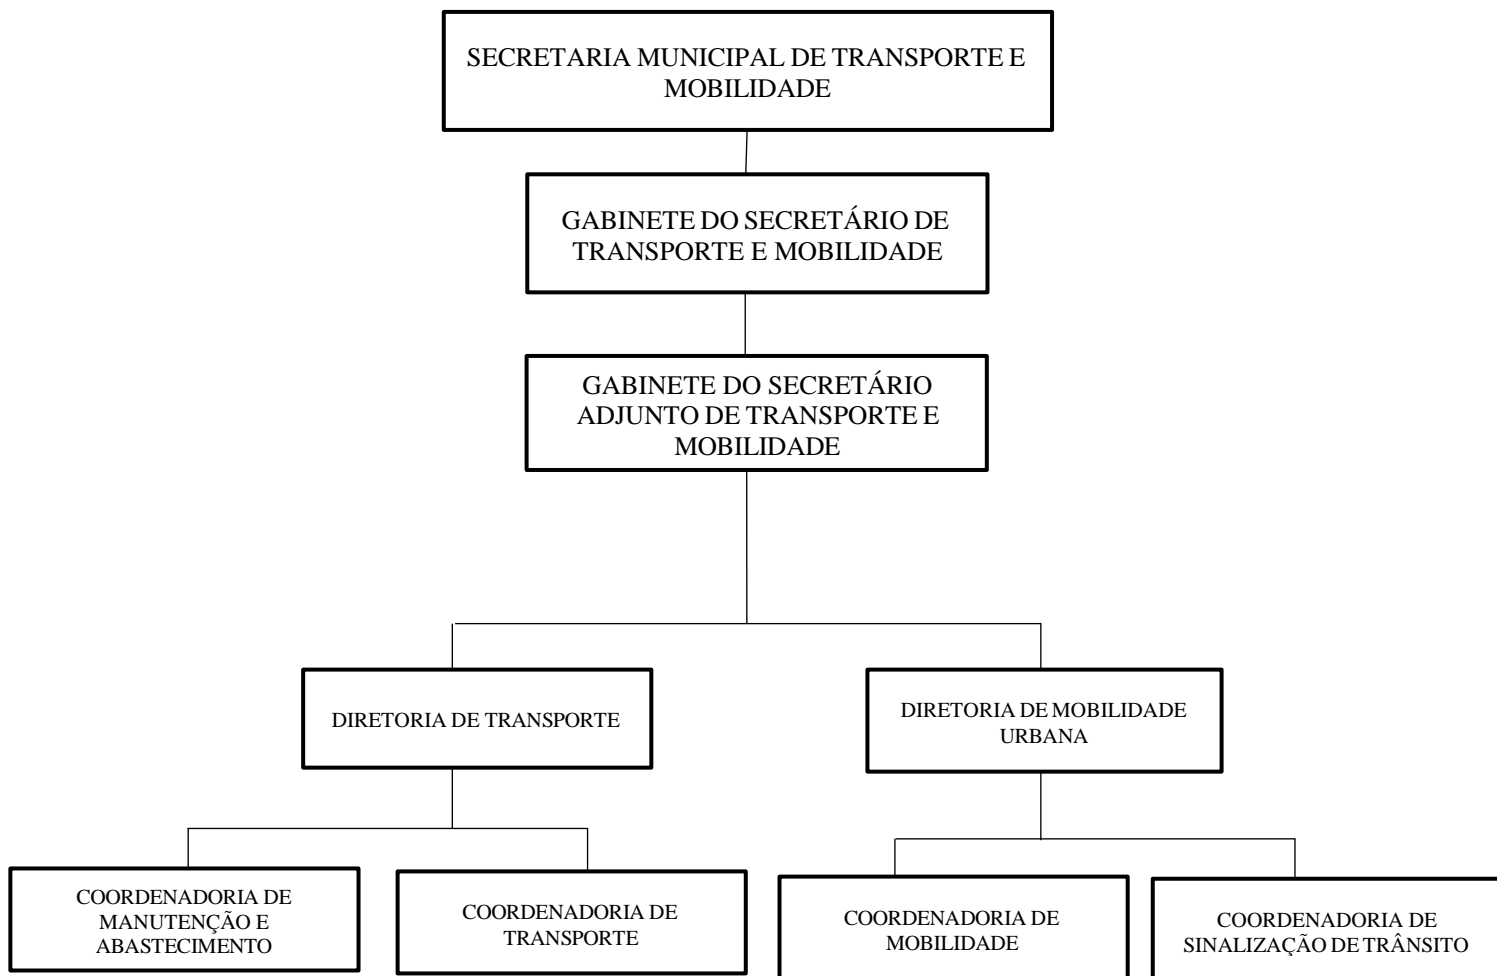 SECRETARIA MUNICIPAL DE TRANSPORTE E
MOBILIDADE
GABINETE DO SECRETÁRIO DE
TRANSPORTE E MOBILIDADE
GABINETE DO SECRETÁRIO
ADJUNTO DE TRANSPORTE E
MOBILIDADE
DIRETORIA DE TRANSPORTE
DIRETORIA DE MOBILIDADE
URBANA
COORDENADORIA DE
MANUTENÇÃO E
ABASTECIMENTO
COORDENADORIA DE
TRANSPORTE
COORDENADORIA DE
MOBILIDADE
COORDENADORIA DE
SINALIZAÇÃO DE TRÂNSITO